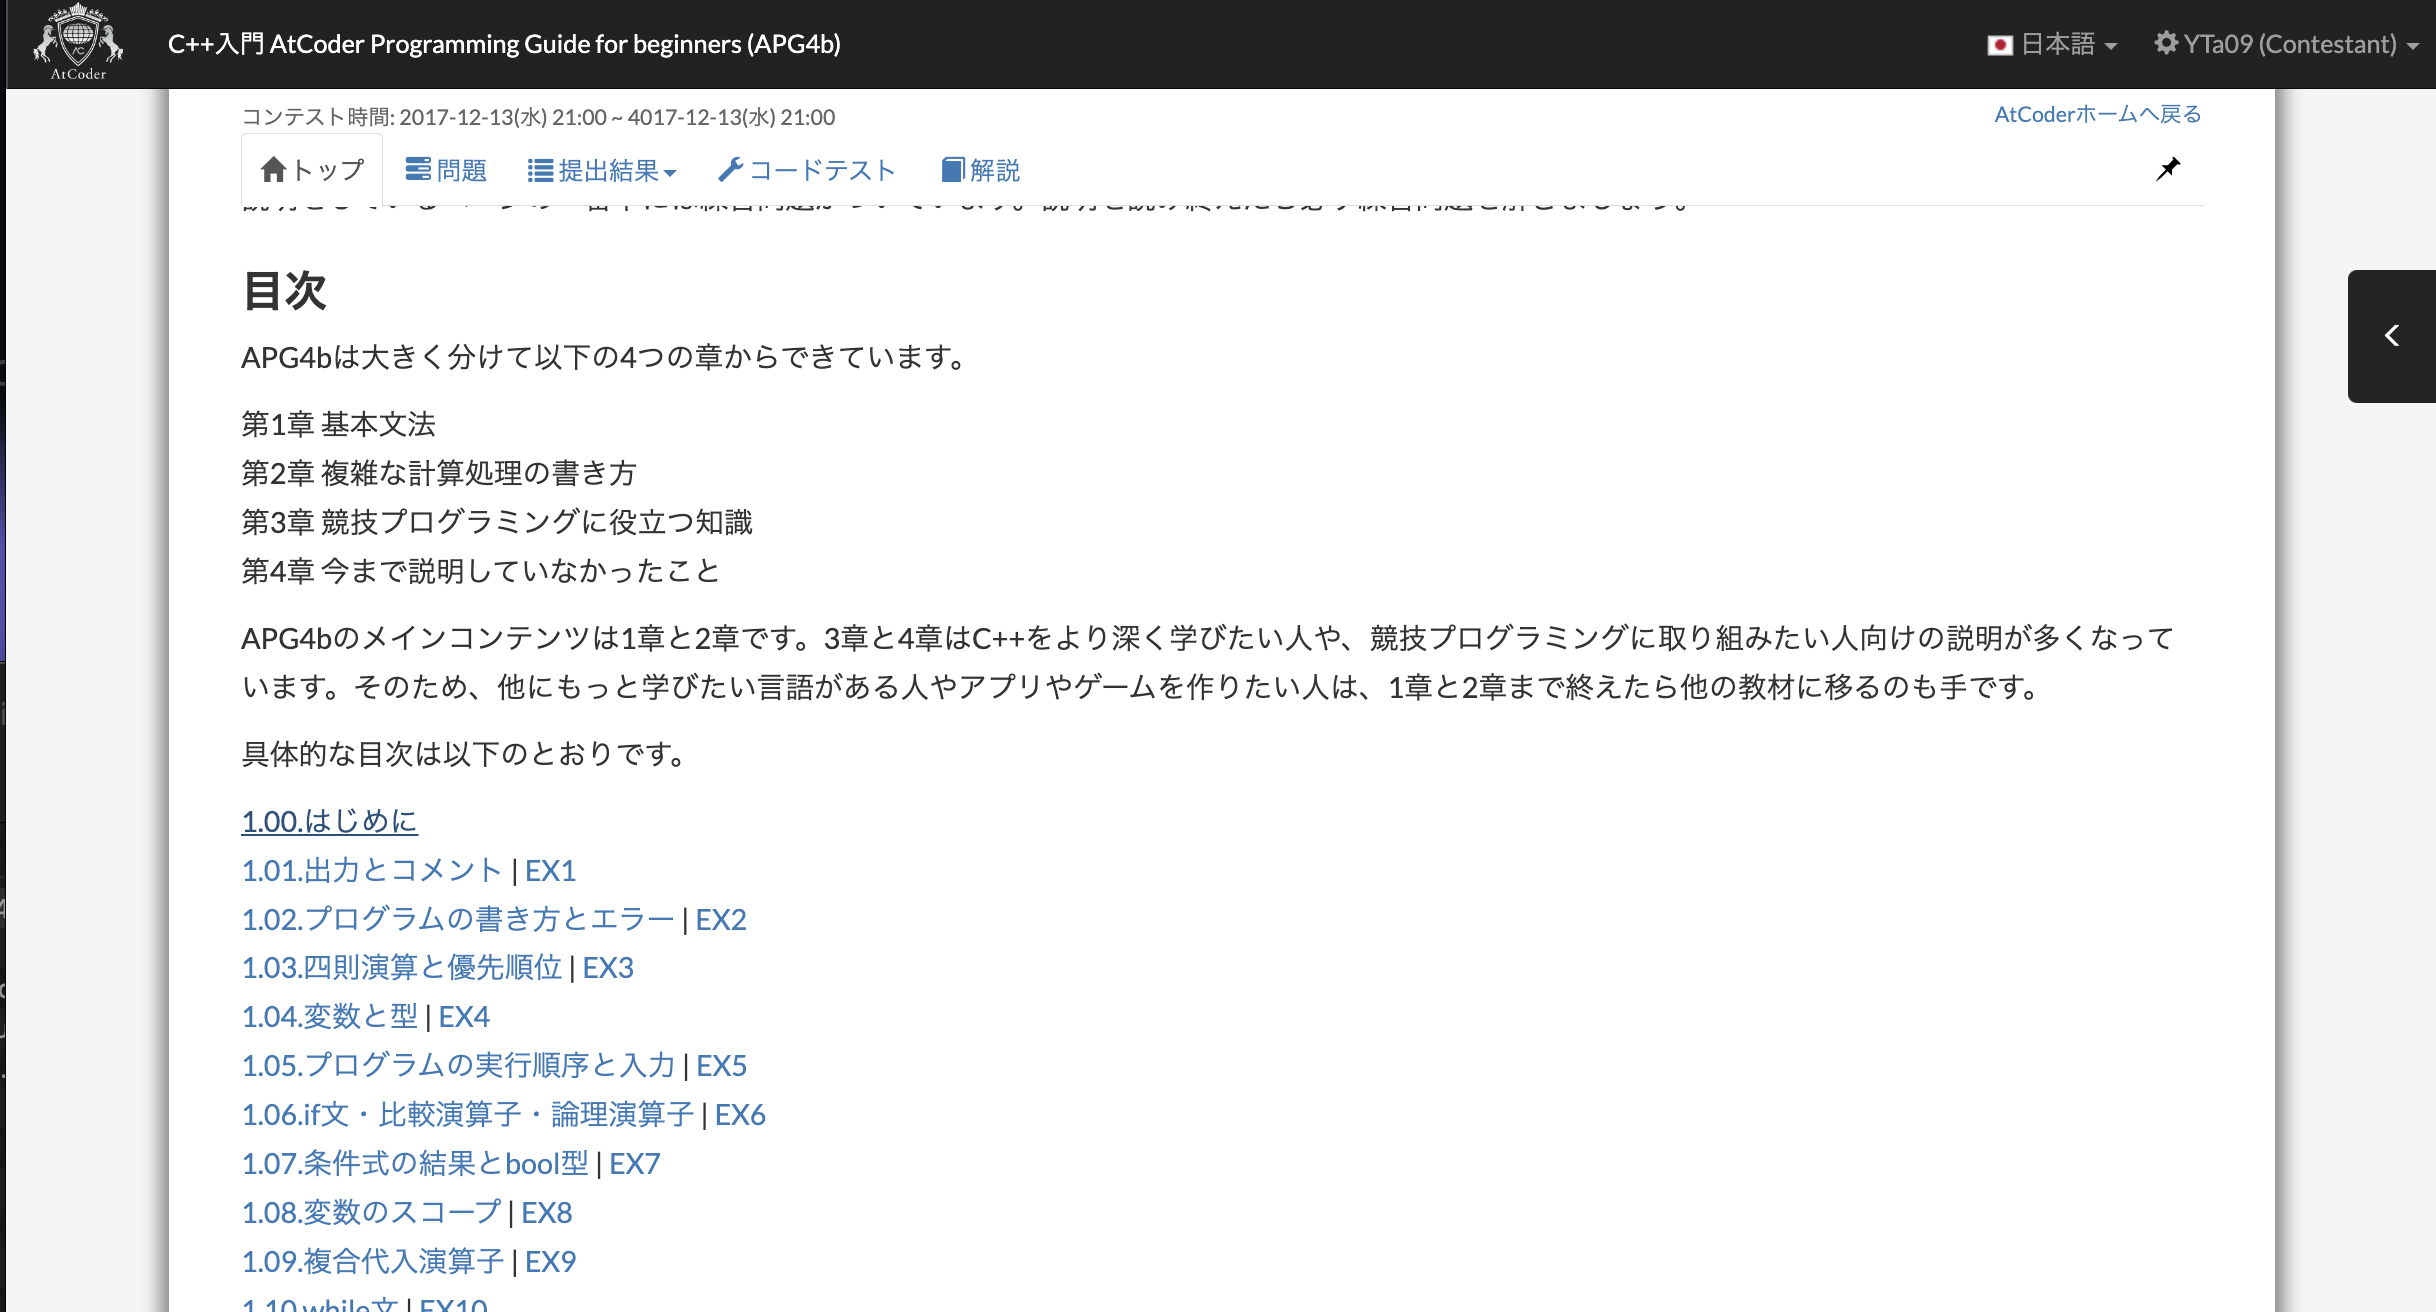 AtCoder
C++入門 AtCoder Programming Guide for beginners (APG4b)
日本語
YTa09 (Contestant)
コンテスト時間: 2017-12-13(水) 21:00 ~ 4017-12-13(水) 21:00
AtCoderホームへ戻る
トップ 問題 提出結果 コードテスト 解説
目次
APG4bは大きく分けて以下の4つの章からできています。
第1章 基本文法
第2章 複雑な計算処理の書き方
第3章 競技プログラミングに役立つ知識
第4章 今まで説明していなかったこと
APG4bのメインコンテンツは1章と2章です。3章と4章はC++をより深く学びたい人や、競技プログラミングに取り組みたい人向けの説明が多くなって
います。そのため、他にもっと学びたい言語がある人やアプリやゲームを作りたい人は、1章と2章まで終えたら他の教材に移るのも手です。
具体的な目次は以下のとおりです。
1.00.はじめに
1.01.出力とコメント | EX1
1.02.プログラムの書き方とエラー | EX2
1.03.四則演算と優先順位 | EX3
1.04.変数と型 | EX4
1.05.プログラムの実行順序と入力 | EX5
1.06.if文・比較演算子・論理演算子 | EX6
1.07.条件式の結果とbool型 | EX7
1.08.変数のスコープ | EX8
1.09.複合代入演算子 | EX9
1.10.while文 | EX10